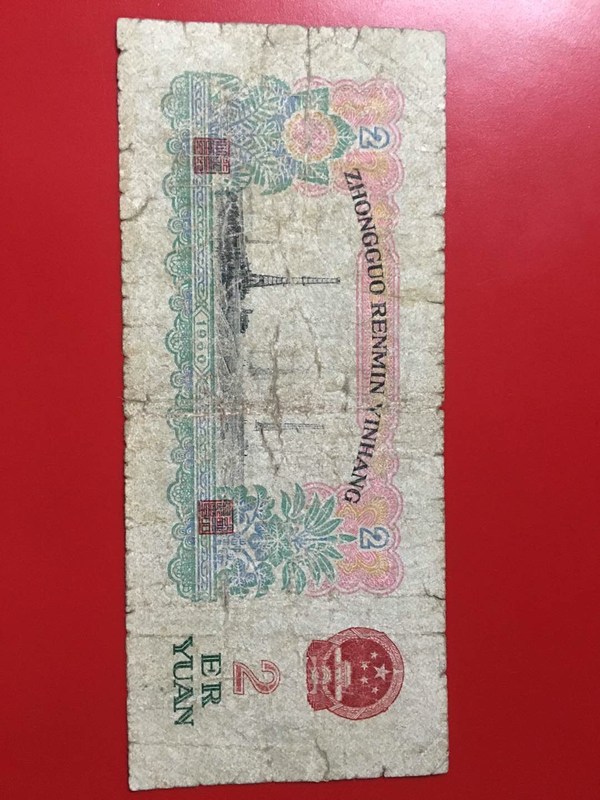 ZHONGGUO RENMIN YINHANG
2
2
1960
2
ER
YUAN